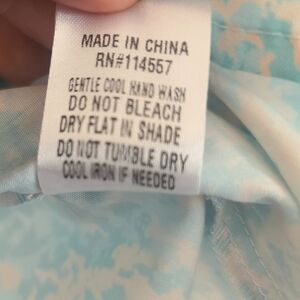 MADE IN CHINA
RN#114557
GENTLE COOL HAND WASH
DO NOT BLEACH
DRY FLAT IN SHADE
DO NOT TUMBLE DRY
COOL IRON IF NEEDED